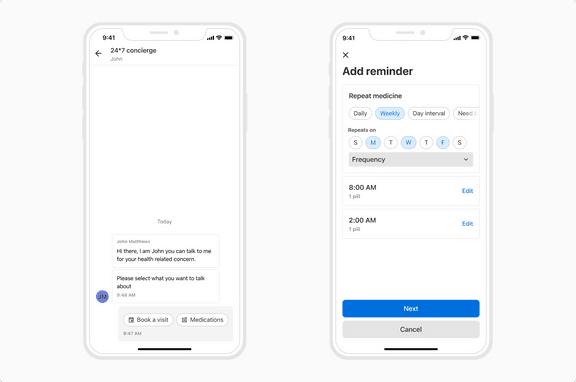 9:41
24*7 concierge
John
Today
John Matthews
Hi there, I am John you can talk to me
for your health related concern.
Please select what you want to talk
about
9:46 AM
JM
Book a visit
Medications
9:47 AM
9:41
Add reminder
Repeat medicine
Daily Weekly Day interval Need
Repeats on
S M T W T F S
Frequency
8:00 AM
1 pill
Edit
2:00 AM
1 pill
Edit
Next
Cancel